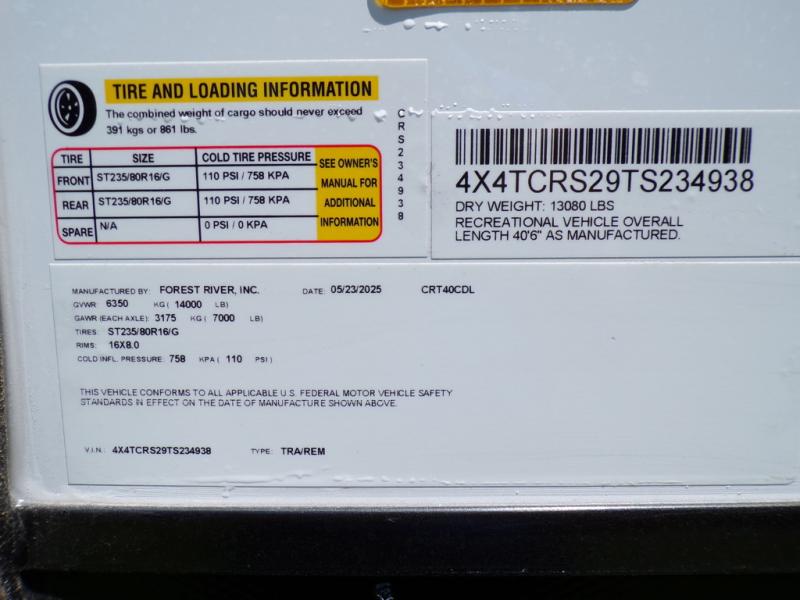 TIRE AND LOADING INFORMATION
The combined weight of cargo should never exceed
391 kgs or 861 lbs.
TIRE SIZE COLD TIRE PRESSURE
FRONT ST235/80R16/G 110 PSI / 758 KPA
REAR ST235/80R16/G 110 PSI / 758 KPA
SPARE N/A 0 PSI / 0 KPA
SEE OWNER'S
MANUAL FOR
ADDITIONAL
INFORMATION
CRS234938
4X4TCRS29TS234938
DRY WEIGHT: 13080 LBS
RECREATIONAL VEHICLE OVERALL
LENGTH 40'6" AS MANUFACTURED.
MANUFACTURED BY: FOREST RIVER, INC. DATE: 05/23/2025 CRT40CDL
GVWR: 6350 KG ( 14000 LB)
GAWR (EACH AXLE): 3175 KG ( 7000 LB)
TIRES: ST235/80R16/G
RIMS: 16X8.0
COLD INFL. PRESSURE: 758 KPA ( 110 PSI)
THIS VEHICLE CONFORMS TO ALL APPLICABLE U.S. FEDERAL MOTOR VEHICLE SAFETY
STANDARDS IN EFFECT ON THE DATE OF MANUFACTURE SHOWN ABOVE.
V.I.N.: 4X4TCRS29TS234938 TYPE: TRA/REM